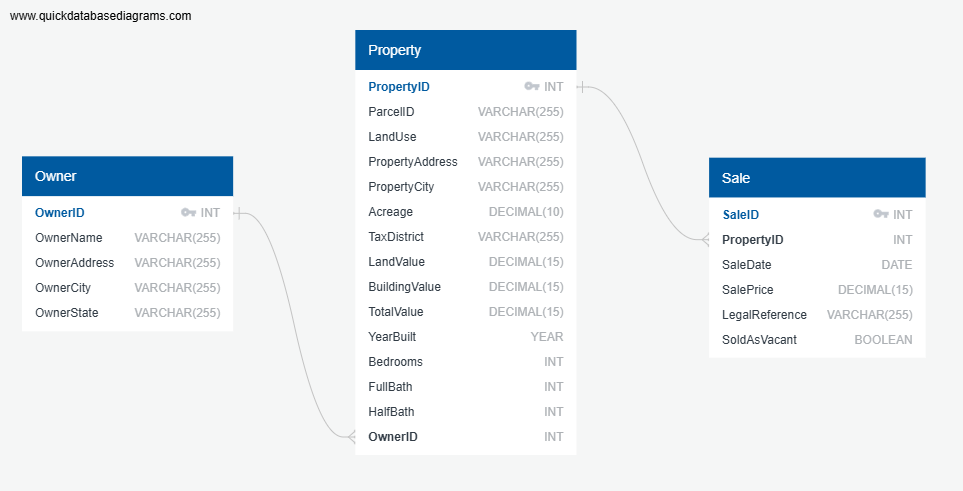 www.quickdatabasediagrams.com
Owner
OwnerID INT
OwnerName VARCHAR(255)
OwnerAddress VARCHAR(255)
OwnerCity VARCHAR(255)
OwnerState VARCHAR(255)
Property
PropertyID INT
ParcelID VARCHAR(255)
LandUse VARCHAR(255)
PropertyAddress VARCHAR(255)
PropertyCity VARCHAR(255)
Acreage DECIMAL(10)
TaxDistrict VARCHAR(255)
LandValue DECIMAL(15)
BuildingValue DECIMAL(15)
TotalValue DECIMAL(15)
YearBuilt YEAR
Bedrooms INT
FullBath INT
HalfBath INT
OwnerID INT
Sale
SaleID INT
PropertyID INT
SaleDate DATE
SalePrice DECIMAL(15)
LegalReference VARCHAR(255)
SoldAsVacant BOOLEAN